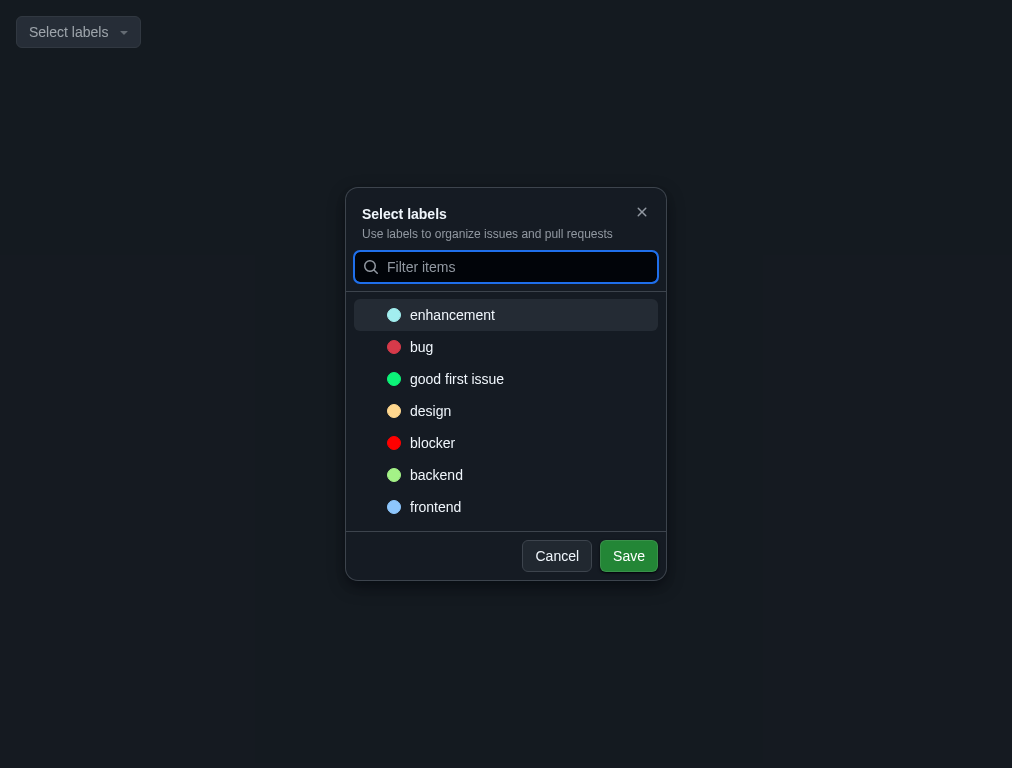 Select labels
Select labels
Use labels to organize issues and pull requests
Filter items
enhancement
bug
good first issue
design
blocker
backend
frontend
Cancel
Save